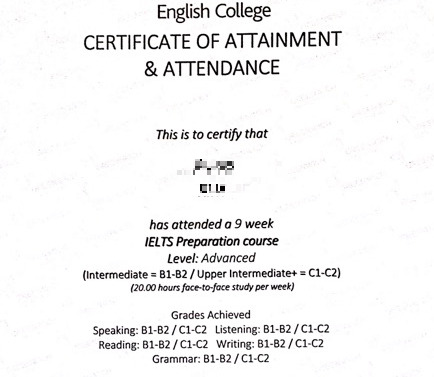 English College
CERTIFICATE OF ATTAINMENT
& ATTENDANCE
This is to certify that
has attended a 9 week
IELTS Preparation course
Level: Advanced
(Intermediate = B1-B2 / Upper Intermediate+ = C1-C2)
(20.00 hours face-to-face study per week)
Grades Achieved
Speaking: B1-B2 / C1-C2 Listening: B1-B2 / C1-C2
Reading: B1-B2 / C1-C2 Writing: B1-B2 / C1-C2
Grammar: B1-B2 / C1-C2